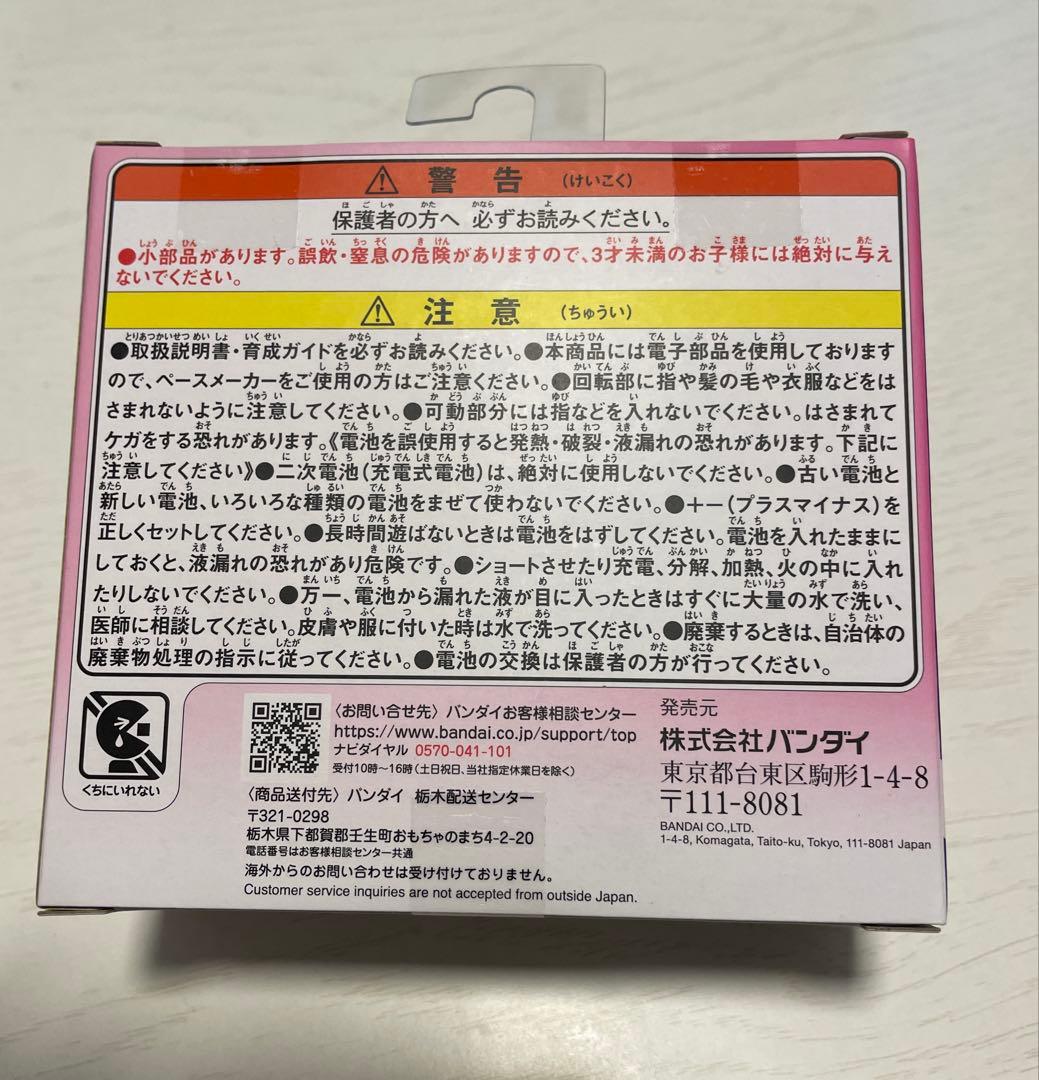 警告 (けいこく)
保護者の方へ 必ずお読みください。
●小部品があります。誤飲・窒息の危険がありますので、3才未満のお子様には絶対に与え
ないでください。
注意 (ちゅうい)
●取扱説明書・育成ガイドを必ずお読みください。●本商品には電子部品を使用しております
ので、ペースメーカーをご使用の方はご注意ください。●回転部に指や髪の毛や衣服などをは
さまれないように注意してください。●可動部分には指などを入れないでください。はさまれて
ケガをする恐れがあります。《電池を誤使用すると発熱・破裂・液漏れの恐れがあります。下記に
注意してください》●二次電池(充電式電池)は、絶対に使用しないでください。●古い電池と
新しい電池、いろいろな種類の電池をまぜて使わないでください。●+-(プラスマイナス)を
正しくセットしてください。●長時間遊ばないときは電池をはずしてください。電池を入れたままに
しておくと、液漏れの恐れがあり危険です。●ショートさせたり充電、分解、加熱、火の中に入れ
たりしないでください。●万一、電池から漏れた液が目に入ったときはすぐに大量の水で洗い、
医師に相談してください。皮膚や服に付いた時は水で洗ってください。●廃棄するときは、自治体の
廃棄物処理の指示に従ってください。●電池の交換は保護者の方が行ってください。
くちにいれない
〈お問い合せ先〉バンダイお客様相談センター
https://www.bandai.co.jp/support/top
ナビダイヤル 0570-041-101
受付10時〜16時(土日祝日、当社指定休業日を除く)
〈商品送付先〉バンダイ 栃木配送センター
〒321-0298
栃木県下都賀郡壬生町おもちゃのまち4-2-20
電話番号はお客様相談センター共通
海外からのお問い合わせは受け付けておりません。
Customer service inquiries are not accepted from outside Japan.
発売元
株式会社バンダイ
東京都台東区駒形1-4-8
〒111-8081
BANDAI CO.,LTD.
1-4-8, Komagata, Taito-ku, Tokyo, 111-8081 Japan